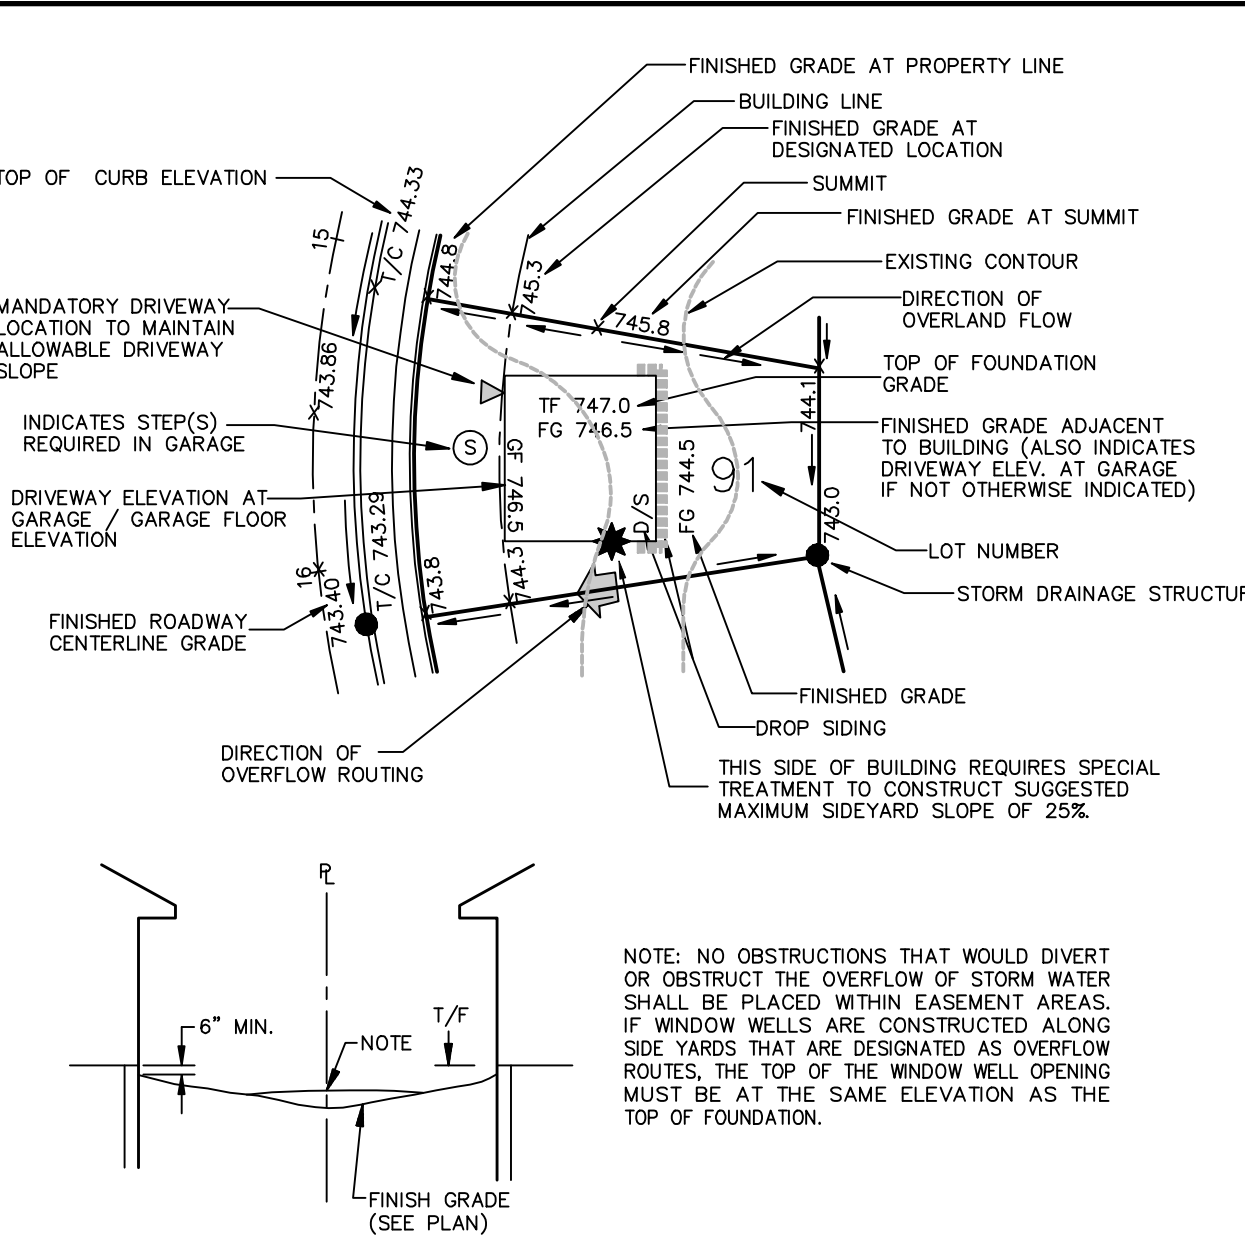 FINISHED GRADE AT PROPERTY LINE
BUILDING LINE
FINISHED GRADE AT
DESIGNATED LOCATION
TOP OF CURB ELEVATION
SUMMIT
FINISHED GRADE AT SUMMIT
EXISTING CONTOUR
DIRECTION OF
OVERLAND FLOW
MANDATORY DRIVEWAY
LOCATION TO MAINTAIN
ALLOWABLE DRIVEWAY
SLOPE
TOP OF FOUNDATION
GRADE
INDICATES STEP(S)
REQUIRED IN GARAGE
FINISHED GRADE ADJACENT
TO BUILDING (ALSO INDICATES
DRIVEWAY ELEV. AT GARAGE
IF NOT OTHERWISE INDICATED)
DRIVEWAY ELEVATION AT
GARAGE / GARAGE FLOOR
ELEVATION
LOT NUMBER
STORM DRAINAGE STRUCTUR
FINISHED ROADWAY
CENTERLINE GRADE
FINISHED GRADE
DROP SIDING
DIRECTION OF
OVERFLOW ROUTING
THIS SIDE OF BUILDING REQUIRES SPECIAL
TREATMENT TO CONSTRUCT SUGGESTED
MAXIMUM SIDEYARD SLOPE OF 25%.
15
T/C 744.33
744.8
745.3
745.8
743.86
TF 747.0
FG 746.5
744.1
S
GF 746.5
D/S
FG 744.5
91
743.0
T/C 743.29
16
743.40
743.8
744.3
PL
6" MIN.
T/F
NOTE
FINISH GRADE
(SEE PLAN)
NOTE: NO OBSTRUCTIONS THAT WOULD DIVERT
OR OBSTRUCT THE OVERFLOW OF STORM WATER
SHALL BE PLACED WITHIN EASEMENT AREAS.
IF WINDOW WELLS ARE CONSTRUCTED ALONG
SIDE YARDS THAT ARE DESIGNATED AS OVERFLOW
ROUTES, THE TOP OF THE WINDOW WELL OPENING
MUST BE AT THE SAME ELEVATION AS THE
TOP OF FOUNDATION.